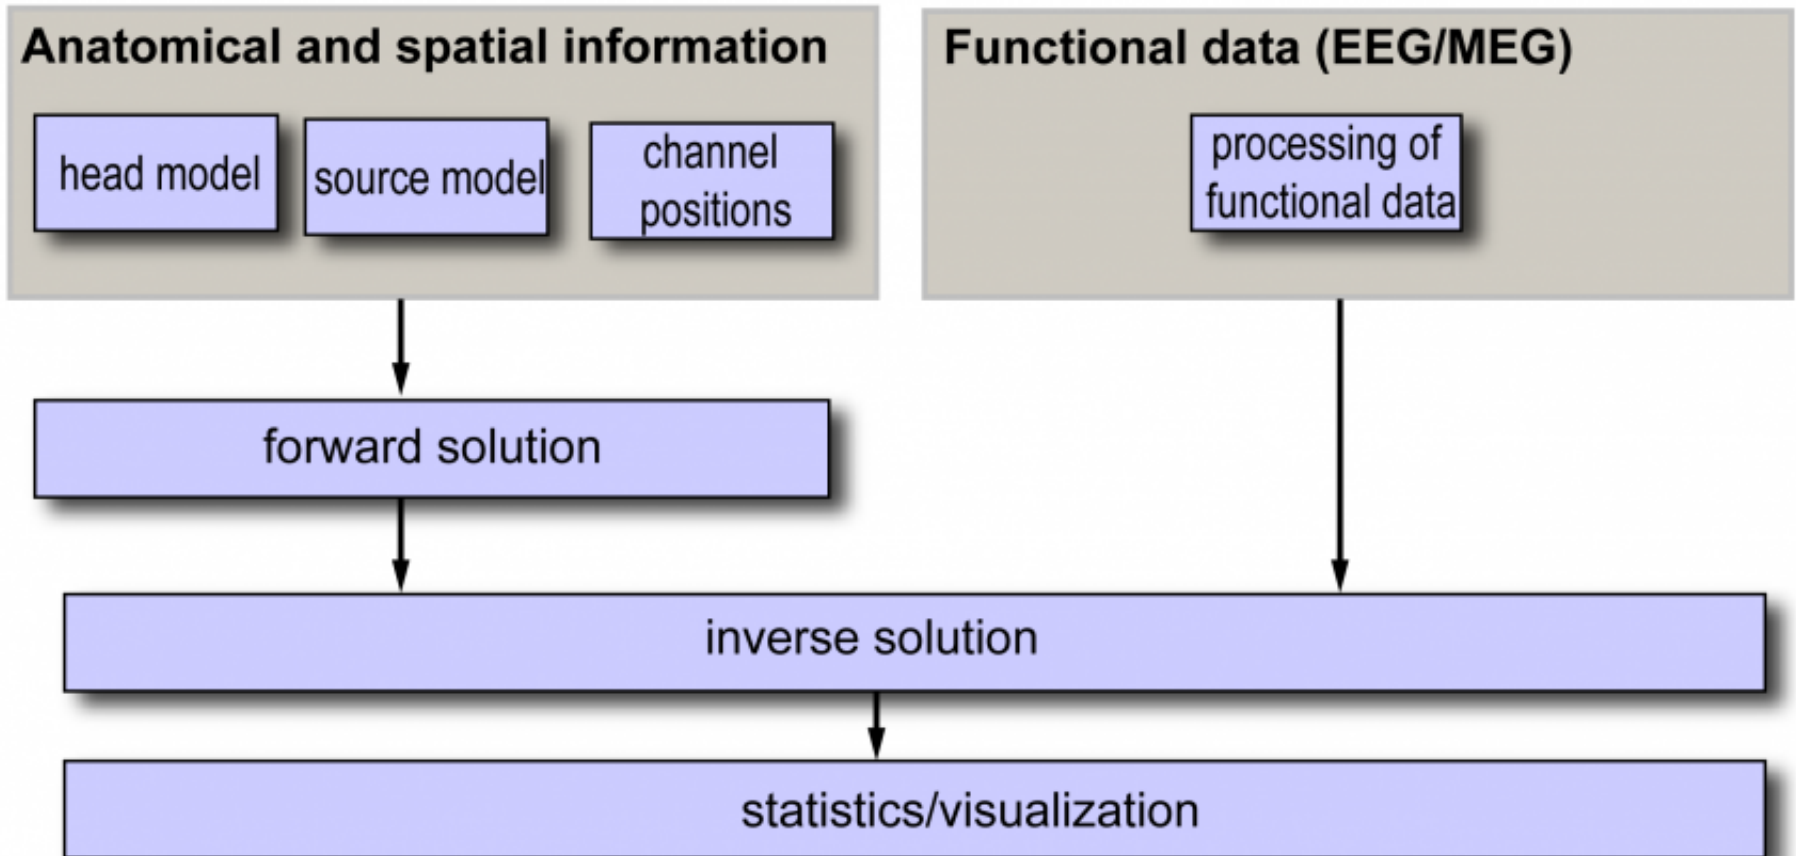 Anatomical and spatial information
head model
source model
channel
positions
Functional data (EEG/MEG)
processing of
functional data
forward solution
inverse solution
statistics/visualization